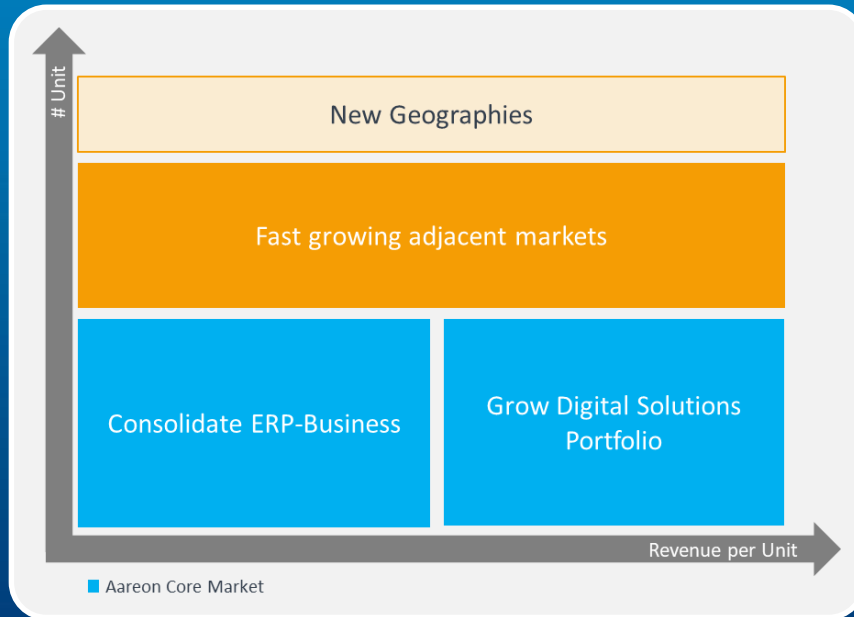 # Unit
New Geographies
Fast growing adjacent markets
Consolidate ERP-Business
Grow Digital Solutions
Portfolio
Revenue per Unit
Aareon Core Market